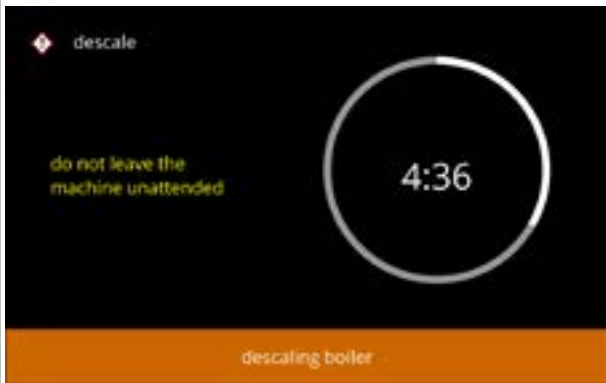 descale
do not leave the
machine unattended
4:36
descaling boiler